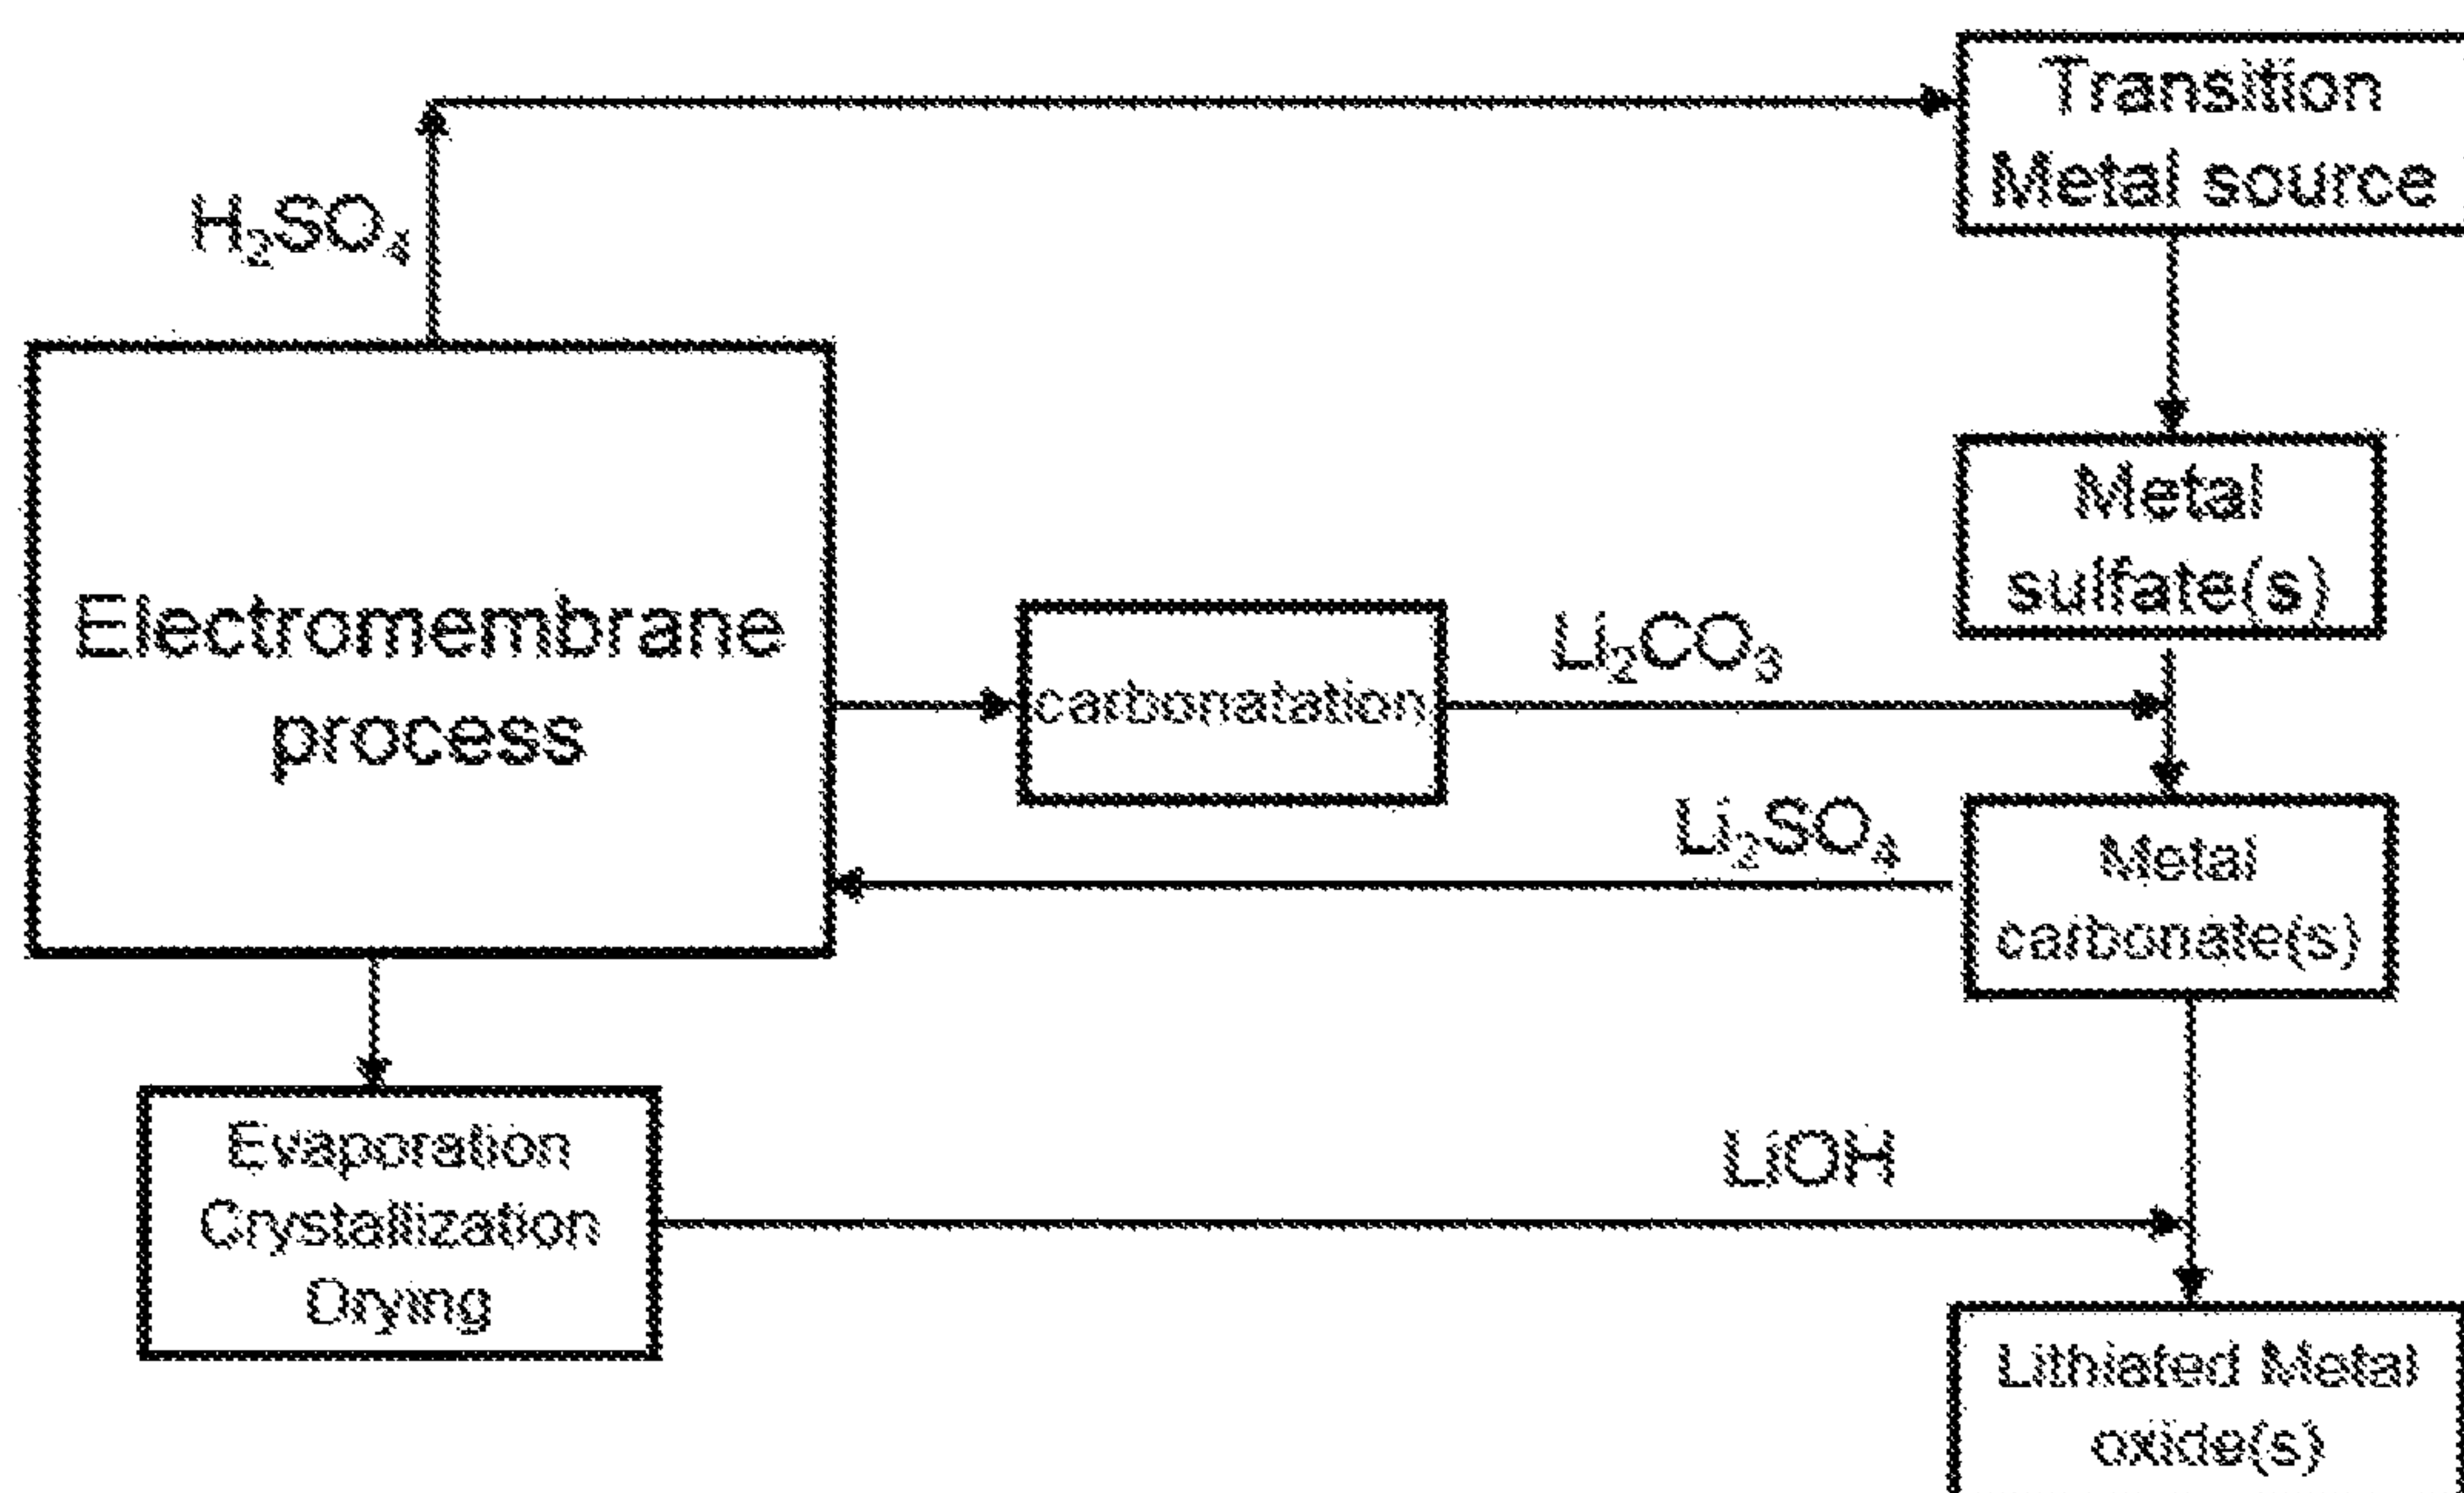 Transition
Metal source
H₂SO₄
Metal
sulfate(s)
Electromembrane
process
carbonatation
Li₂CO₃
Li₂SO₄
Metal
carbonate(s)
Evaporation
Crystallization
Drying
LiOH
Lithiated Metal
oxide(s)